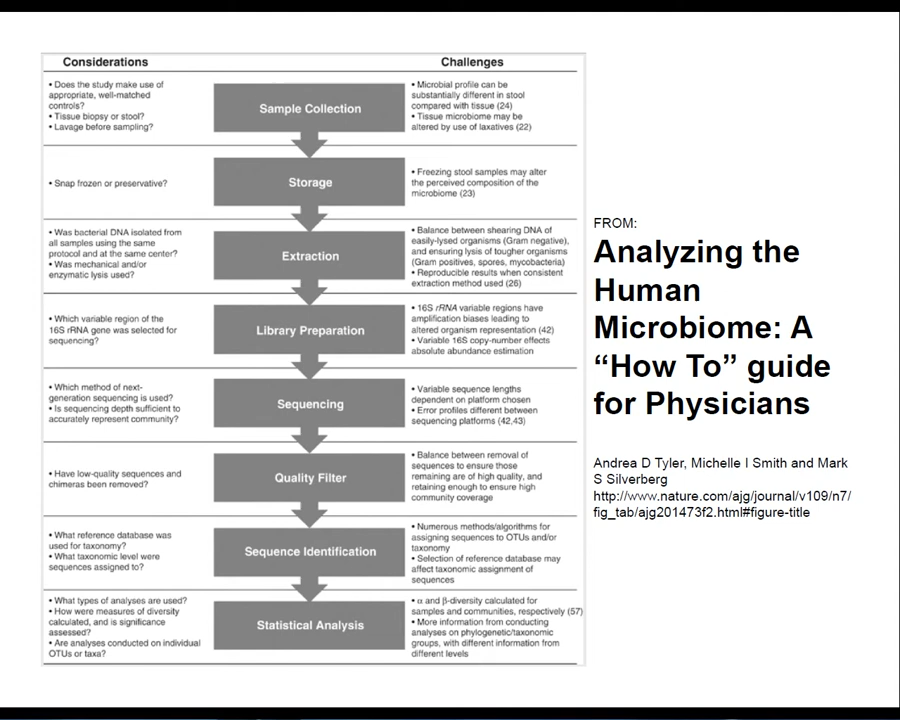 Considerations
Challenges
• Does the study make use of
appropriate, well-matched
controls?
• Tissue biopsy or stool?
• Lavage before sampling?
Sample Collection
• Microbial profile can be
substantially different in stool
compared with tissue (24)
• Tissue microbiome may be
altered by use of laxatives (22)
• Snap frozen or preservative?
Storage
• Freezing stool samples may alter
the perceived composition of the
microbiome (23)
• Was bacterial DNA isolated from
all samples using the same
protocol and at the same center?
• Was mechanical and/or
enzymatic lysis used?
Extraction
• Balance between shearing DNA of
easily-lysed organisms (Gram negative),
and ensuring lysis of tougher organisms
(Gram positives, spores, mycobacteria)
• Reproducible results when consistent
extraction method used (26)
• Which variable region of the
16S rRNA gene was selected for
sequencing?
Library Preparation
• 16S rRNA variable regions have
amplification biases leading to
altered organism representation (42)
• Variable 16S copy-number effects
absolute abundance estimation
• Which method of next-
generation sequencing is used?
• Is sequencing depth sufficient to
accurately represent community?
Sequencing
• Variable sequence lengths
dependent on platform chosen
• Error profiles different between
sequencing platforms (42,43)
• Have low-quality sequences and
chimeras been removed?
Quality Filter
• Balance between removal of
sequences to ensure those
remaining are of high quality, and
retaining enough to ensure high
community coverage
• What reference database was
used for taxonomy?
• What taxonomic level were
sequences assigned to?
Sequence Identification
• Numerous methods/algorithms for
assigning sequences to OTUs and/or
taxonomy
• Selection of reference database may
affect taxonomic assignment of
sequences
• What types of analyses are used?
• How were measures of diversity
calculated, and is significance
assessed?
• Are analyses conducted on individual
OTUs or taxa?
Statistical Analysis
• α and β-diversity calculated for
samples and communities, respectively (57)
• More information from conducting
analyses on phylogenetic/taxonomic
groups, with different information from
different levels
FROM:
Analyzing the
Human
Microbiome: A
“How To” guide
for Physicians
Andrea D Tyler, Michelle I Smith and Mark
S Silverberg
http://www.nature.com/ajg/journal/v109/n7/
fig_tab/ajg201473f2.html#figure-title